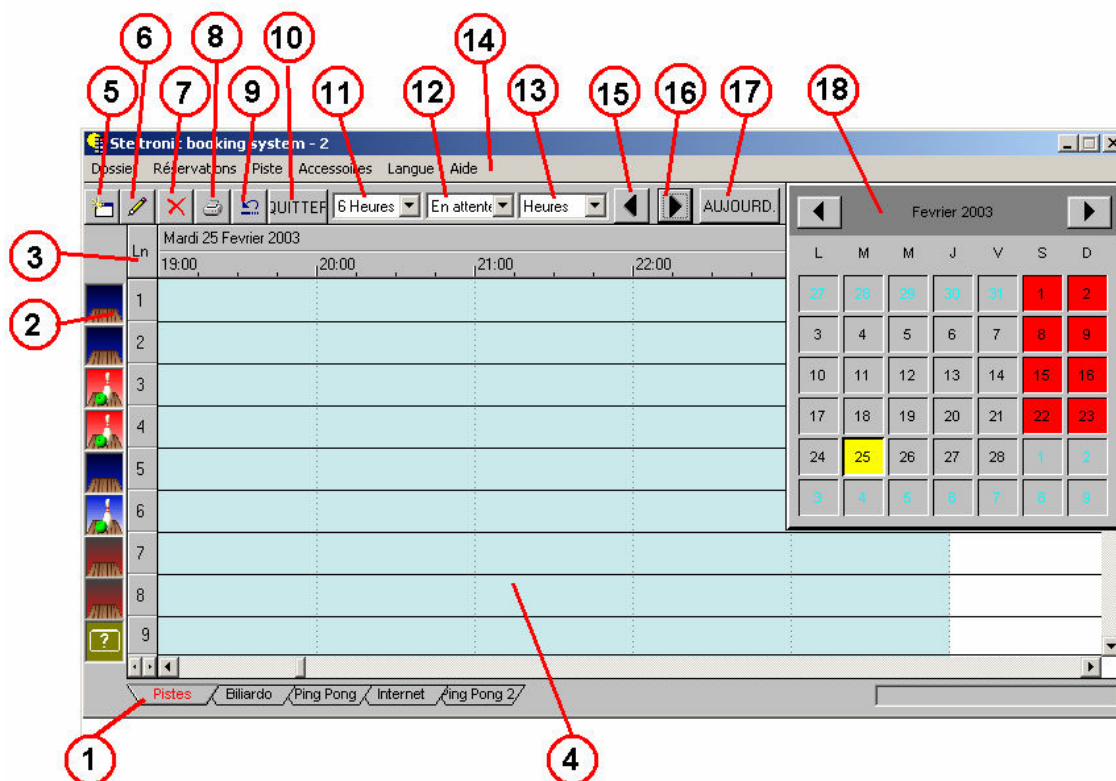 6 8 10 14
5 7 9 11 12 13 15 16 17 18
Steltronic booking system - 2
Dossier Réservations Piste Accessoires Langue Aide
QUITTER 6 Heures En attente Heures AUJOURD.
Fevrier 2003
3 Ln Mardi 25 Fevrier 2003
19:00 20:00 21:00 22:00
L M M J V S D
27 28 29 30 31 1 2
3 4 5 6 7 8 9
10 11 12 13 14 15 16
17 18 19 20 21 22 23
24 25 26 27 28 1 2
3 4 5 6 7 8 9
1
2
2
3
4
5
6
7
8
? 9
Pistes Biliardo Ping Pong Internet Ping Pong 2
1 4